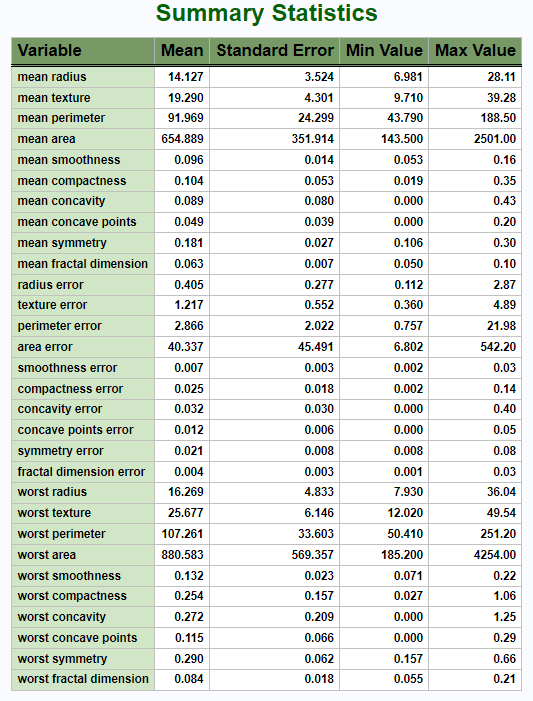 Summary Statistics
Variable Mean Standard Error Min Value Max Value
mean radius 14.127 3.524 6.981 28.11
mean texture 19.290 4.301 9.710 39.28
mean perimeter 91.969 24.299 43.790 188.50
mean area 654.889 351.914 143.500 2501.00
mean smoothness 0.096 0.014 0.053 0.16
mean compactness 0.104 0.053 0.019 0.35
mean concavity 0.089 0.080 0.000 0.43
mean concave points 0.049 0.039 0.000 0.20
mean symmetry 0.181 0.027 0.106 0.30
mean fractal dimension 0.063 0.007 0.050 0.10
radius error 0.405 0.277 0.112 2.87
texture error 1.217 0.552 0.360 4.89
perimeter error 2.866 2.022 0.757 21.98
area error 40.337 45.491 6.802 542.20
smoothness error 0.007 0.003 0.002 0.03
compactness error 0.025 0.018 0.002 0.14
concavity error 0.032 0.030 0.000 0.40
concave points error 0.012 0.006 0.000 0.05
symmetry error 0.021 0.008 0.008 0.08
fractal dimension error 0.004 0.003 0.001 0.03
worst radius 16.269 4.833 7.930 36.04
worst texture 25.677 6.146 12.020 49.54
worst perimeter 107.261 33.603 50.410 251.20
worst area 880.583 569.357 185.200 4254.00
worst smoothness 0.132 0.023 0.071 0.22
worst compactness 0.254 0.157 0.027 1.06
worst concavity 0.272 0.209 0.000 1.25
worst concave points 0.115 0.066 0.000 0.29
worst symmetry 0.290 0.062 0.157 0.66
worst fractal dimension 0.084 0.018 0.055 0.21